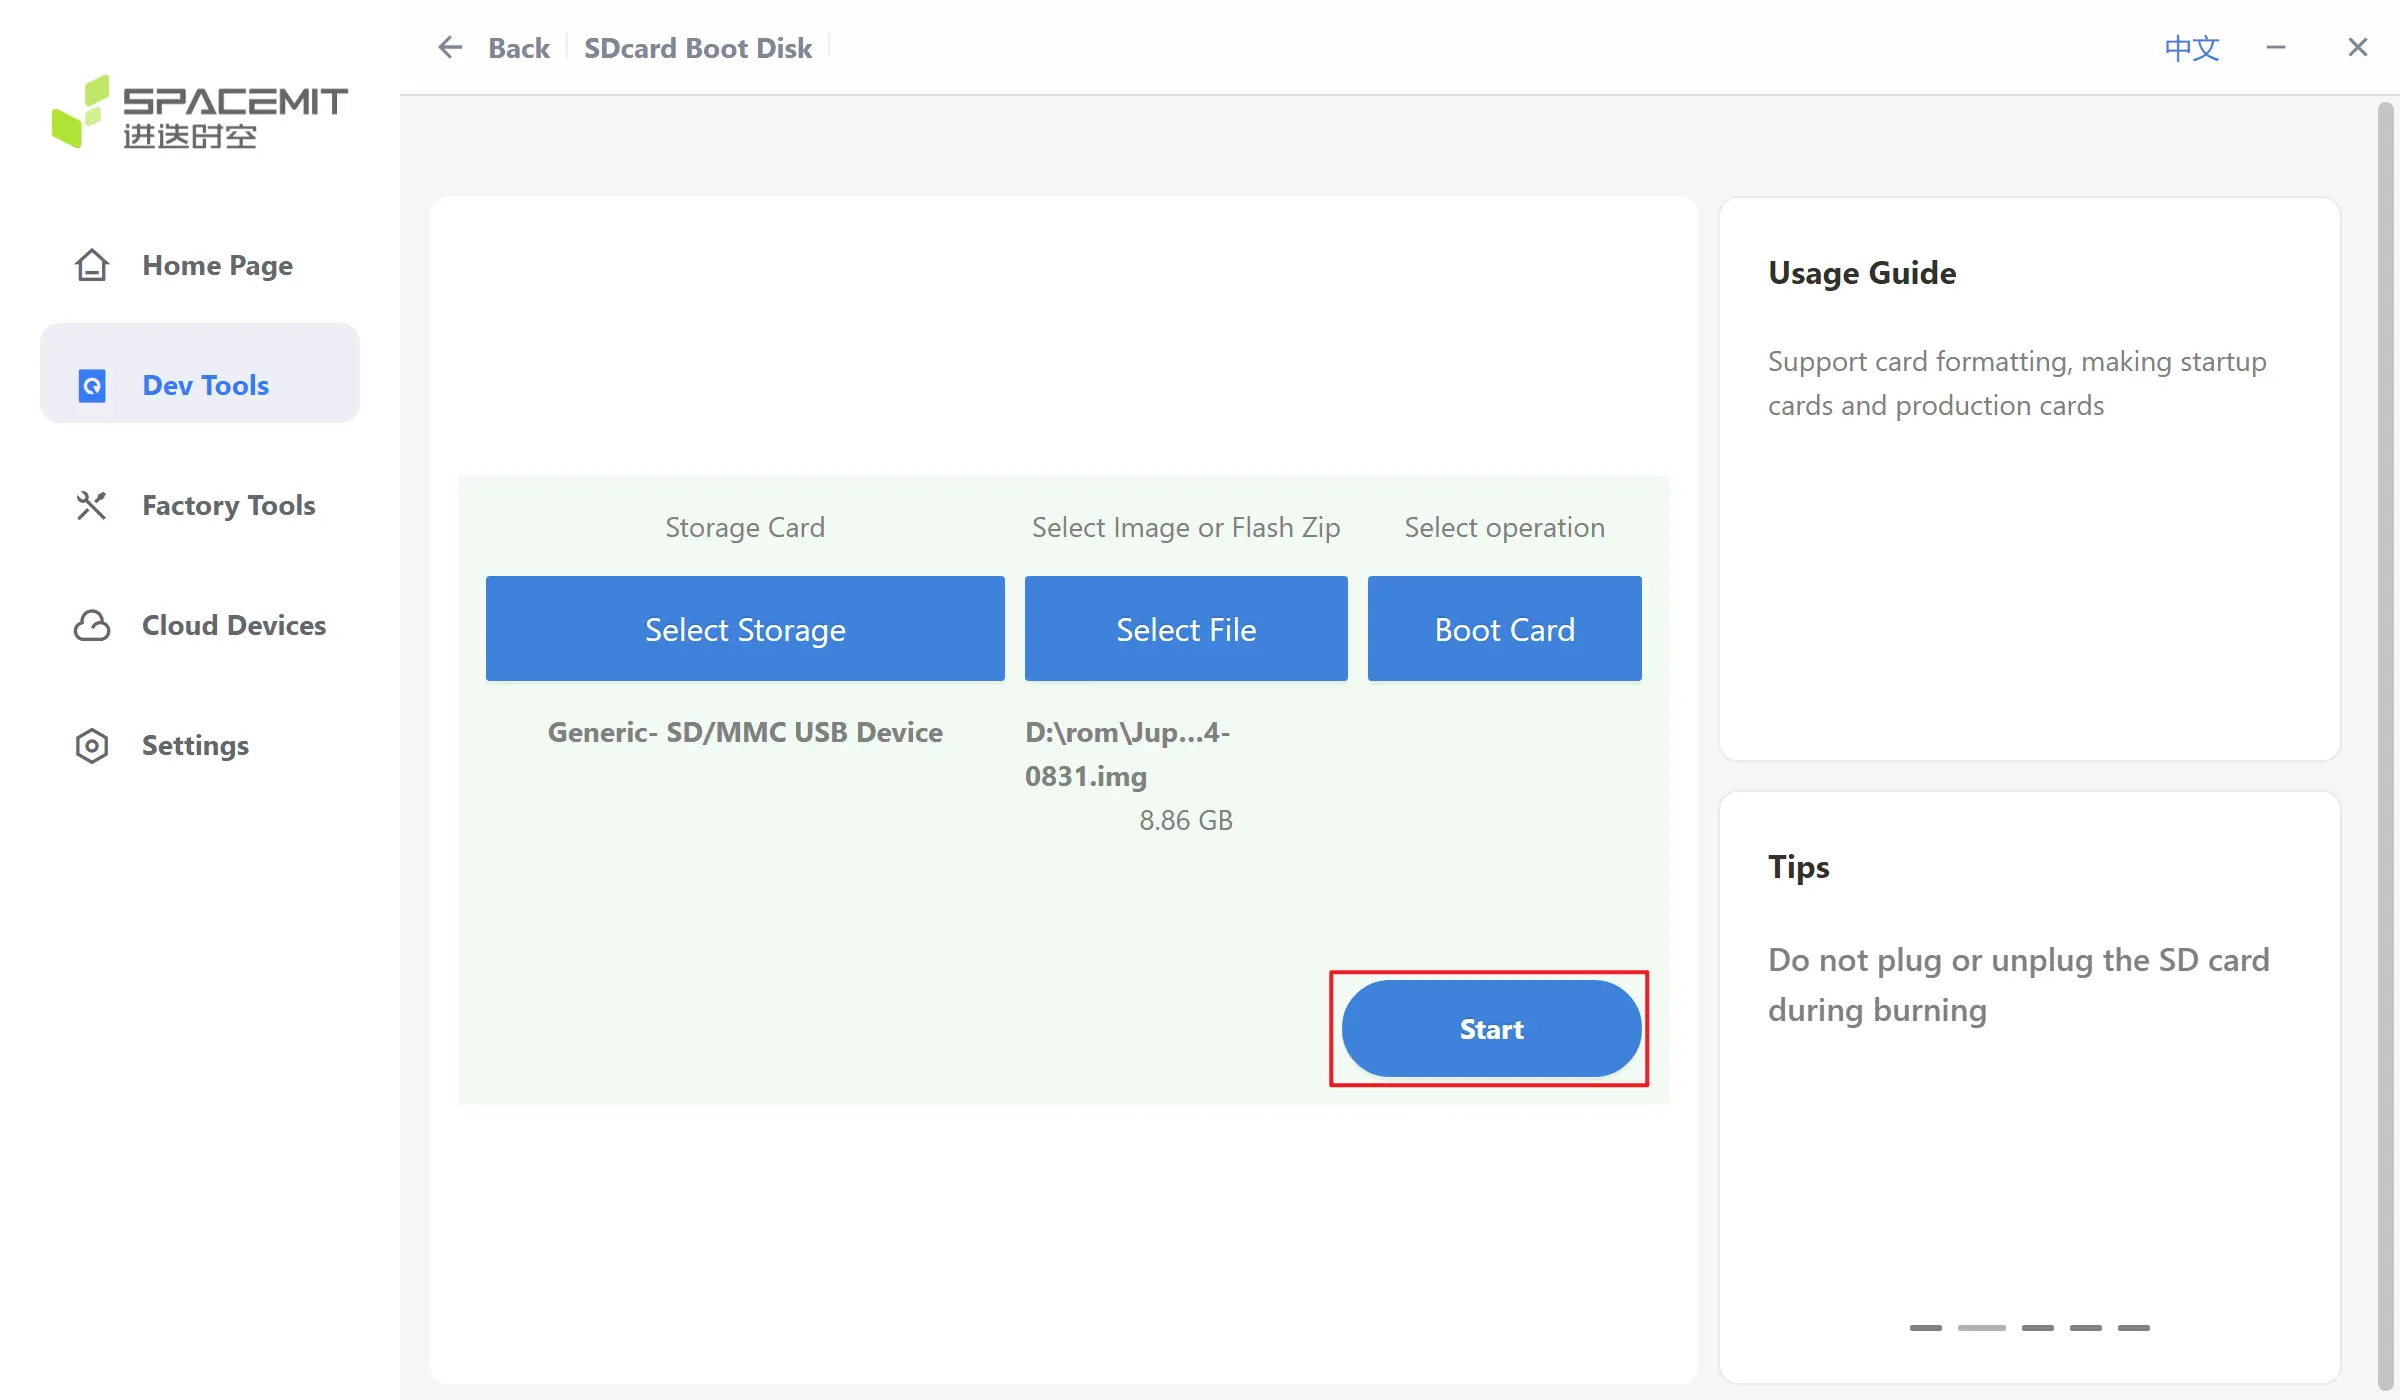 SPACEMIT
进迭时空
Home Page
Dev Tools
Factory Tools
Cloud Devices
Settings
Back
SDcard Boot Disk
中文
Storage Card
Select Image or Flash Zip
Select operation
Select Storage
Select File
Boot Card
Generic- SD/MMC USB Device
D:\rom\Jup...4-
0831.img
8.86 GB
Start
Usage Guide
Support card formatting, making startup
cards and production cards
Tips
Do not plug or unplug the SD card
during burning